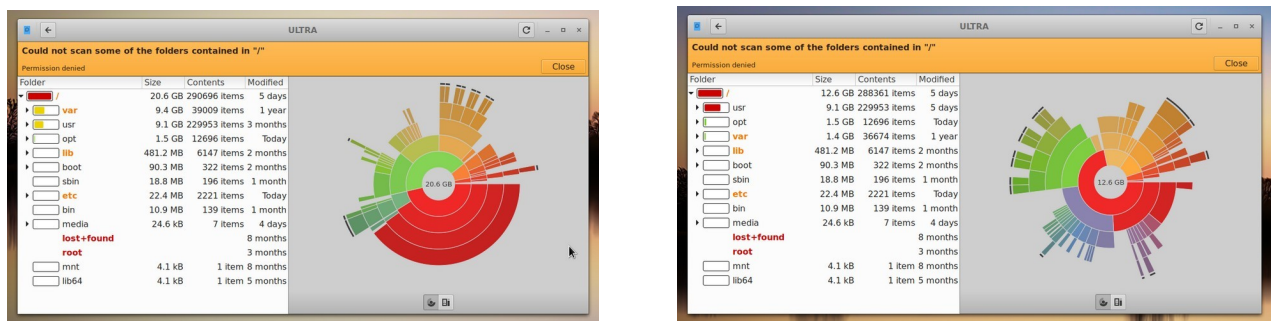 ULTRA
Could not scan some of the folders contained in "/"
Permission denied
Close
Folder Size Contents Modified
/ 20.6 GB 290696 items 5 days
var 9.4 GB 39009 items 1 year
usr 9.1 GB 229953 items 3 months
opt 1.5 GB 12696 items Today
lib 481.2 MB 6147 items 2 months
boot 90.3 MB 322 items 2 months
sbin 18.8 MB 196 items 1 month
etc 22.4 MB 2221 items Today
bin 10.9 MB 139 items 1 month
media 24.6 kB 7 items 4 days
lost+found 8 months
root 3 months
mnt 4.1 kB 1 item 8 months
lib64 4.1 kB 1 item 5 months
20.6 GB
ULTRA
Could not scan some of the folders contained in "/"
Permission denied
Close
Folder Size Contents Modified
/ 12.6 GB 288361 items 5 days
usr 9.1 GB 229953 items 5 days
opt 1.5 GB 12696 items Today
var 1.4 GB 36674 items 1 year
lib 481.2 MB 6147 items 2 months
boot 90.3 MB 322 items 2 months
sbin 18.8 MB 196 items 1 month
etc 22.4 MB 2221 items Today
bin 10.9 MB 139 items 1 month
media 24.6 kB 7 items 4 days
lost+found 8 months
root 3 months
mnt 4.1 kB 1 item 8 months
lib64 4.1 kB 1 item 5 months
12.6 GB